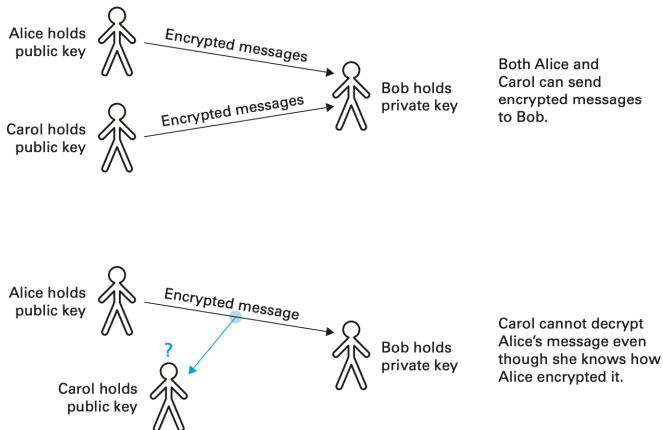 Alice holds
public key
Encrypted messages
Bob holds
private key
Both Alice and
Carol can send
encrypted messages
to Bob.
Carol holds
public key
Encrypted messages
Alice holds
public key
Encrypted message
Bob holds
private key
Carol cannot decrypt
Alice's message even
though she knows how
Alice encrypted it.
?
Carol holds
public key